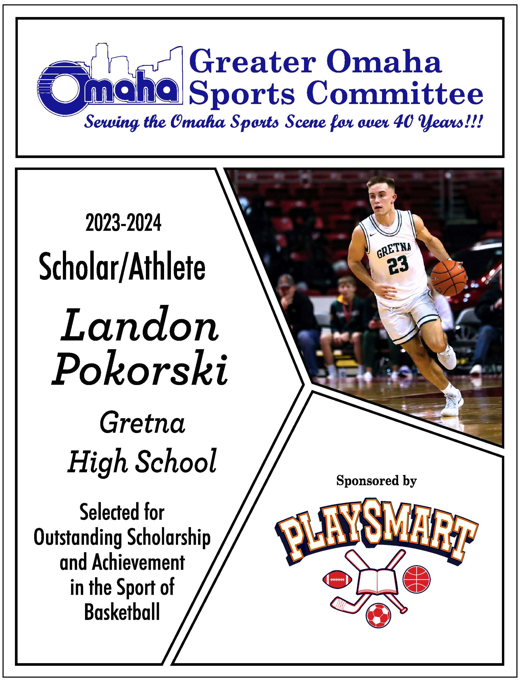 Omaha
Greater Omaha
Sports Committee
Serving the Omaha Sports Scene for over 40 Years!!!
2023-2024
Scholar/Athlete
Landon
Pokorski
Gretna
High School
Selected for
Outstanding Scholarship
and Achievement
in the Sport of
Basketball
GRETNA
23
Sponsored by
PLAYSMART